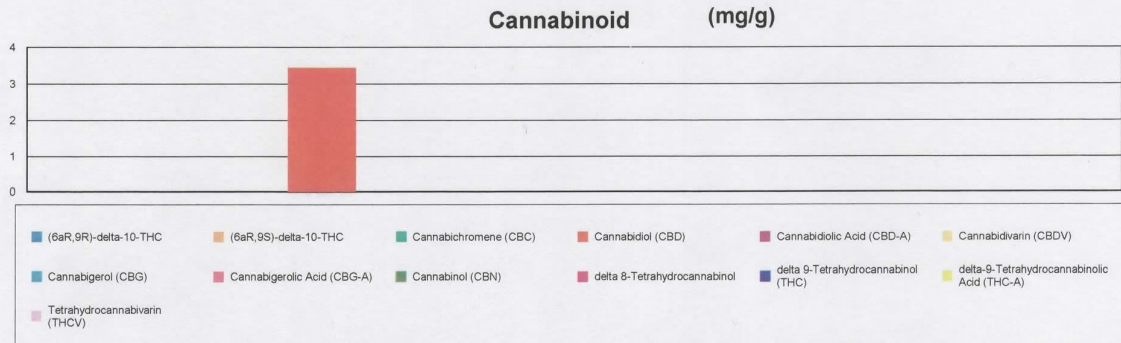 Cannabinoid (mg/g)
4
3
2
1
0
(6aR,9R)-delta-10-THC (6aR,9S)-delta-10-THC Cannabichromene (CBC) Cannabidiol (CBD) Cannabidiolic Acid (CBD-A) Cannabidivarin (CBDV)
Cannabigerol (CBG) Cannabigerolic Acid (CBG-A) Cannabinol (CBN) delta 8-Tetrahydrocannabinol delta 9-Tetrahydrocannabinol (THC) delta-9-Tetrahydrocannabinolic Acid (THC-A)
Tetrahydrocannabivarin
(THCV)